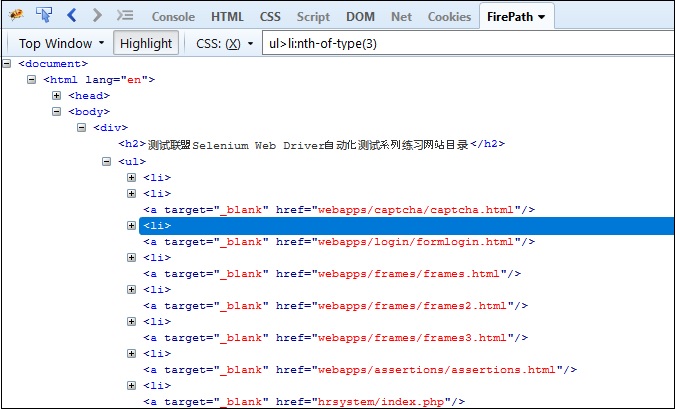 Console HTML CSS Script DOM Net Cookies FirePath
Top Window Highlight CSS: (X) ul>li:nth-of-type(3)
<document>
<html lang="en">
<head>
<body>
<div>
<h2>测试联盟Selenium Web Driver自动化测试系列练习网站目录</h2>
<ul>
<li>
<li>
<a target="_blank" href="webapps/captcha/captcha.html"/>
<li>
<a target="_blank" href="webapps/login/formlogin.html"/>
<li>
<a target="_blank" href="webapps/frames/frames.html"/>
<li>
<a target="_blank" href="webapps/frames/frames2.html"/>
<li>
<a target="_blank" href="webapps/frames/frames3.html"/>
<li>
<a target="_blank" href="webapps/assertions/assertions.html"/>
<li>
<a target="_blank" href="hrsystem/index.php"/>